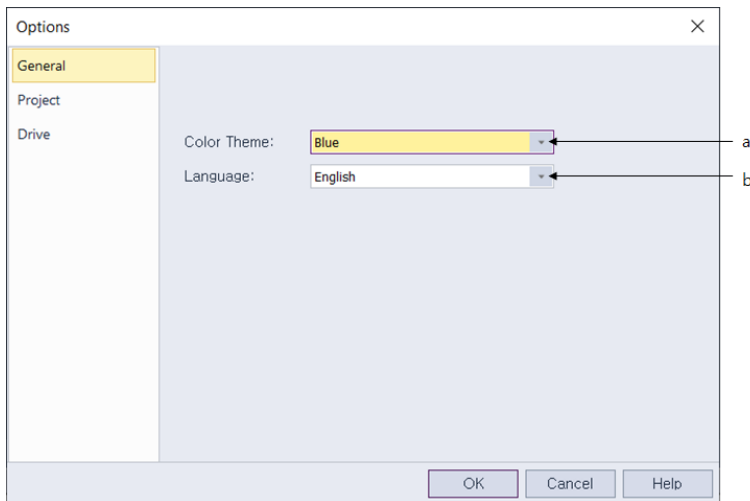 Options
General
Project
Drive
Color Theme: Blue
a
Language: English
b
OK Cancel Help